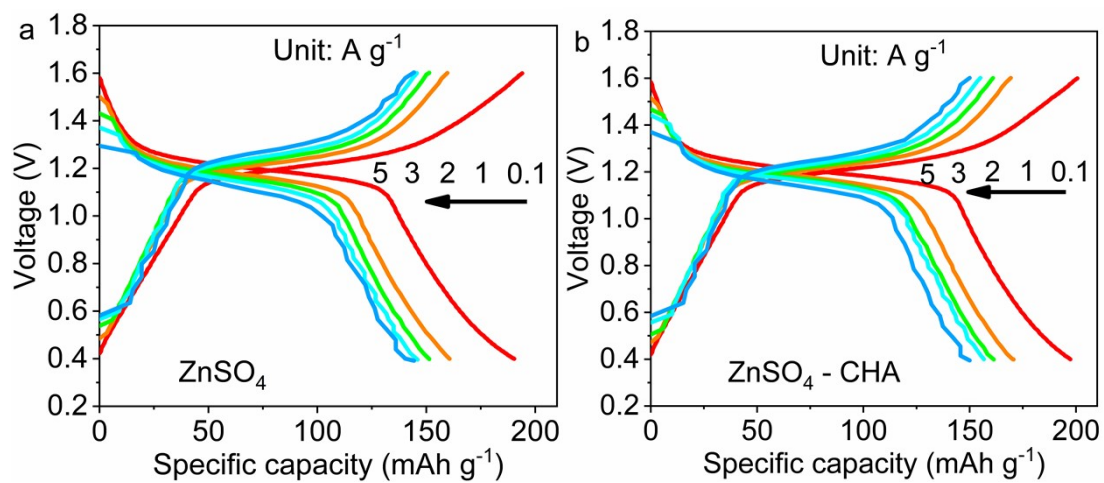 a
Unit: A g⁻¹
1.8
1.6
1.4
1.2
1.0
0.8
0.6
0.4
0.2
Voltage (V)
5 3 2 1 0.1
ZnSO₄
0 50 100 150 200
Specific capacity (mAh g⁻¹)
b
Unit: A g⁻¹
1.8
1.6
1.4
1.2
1.0
0.8
0.6
0.4
0.2
Voltage (V)
5 3 2 1 0.1
ZnSO₄ - CHA
0 50 100 150 200
Specific capacity (mAh g⁻¹)